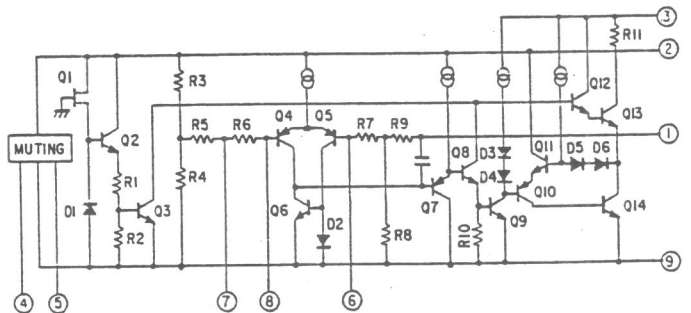 ③
R11
②
Q1
R3
Q12
Q4
Q5
Q13
R5
R6
R7
R9
①
MUTING
Q2
Q8
D3
Q11
D5
D6
R1
R4
D4
D1
Q3
Q6
D2
Q7
Q10
Q14
R2
R8
R10
Q9
⑨
④
⑤
⑦
⑧
⑥